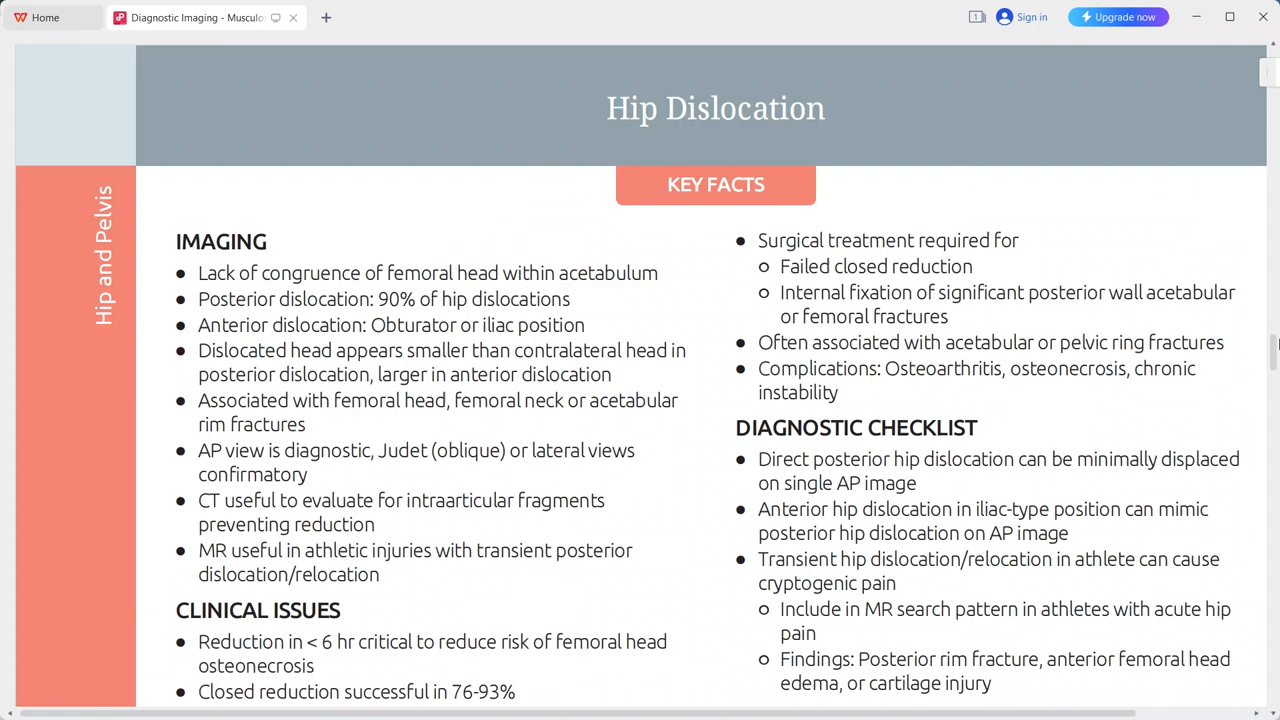 Home
Diagnostic Imaging - Musculos
1
Sign in
Upgrade now
Hip Dislocation
Hip and Pelvis
KEY FACTS
IMAGING
● Lack of congruence of femoral head within acetabulum
● Posterior dislocation: 90% of hip dislocations
● Anterior dislocation: Obturator or iliac position
● Dislocated head appears smaller than contralateral head in
posterior dislocation, larger in anterior dislocation
● Associated with femoral head, femoral neck or acetabular
rim fractures
● AP view is diagnostic, Judet (oblique) or lateral views
confirmatory
● CT useful to evaluate for intraarticular fragments
preventing reduction
● MR useful in athletic injuries with transient posterior
dislocation/relocation
CLINICAL ISSUES
● Reduction in < 6 hr critical to reduce risk of femoral head
osteonecrosis
● Closed reduction successful in 76-93%
● Surgical treatment required for
○ Failed closed reduction
○ Internal fixation of significant posterior wall acetabular
or femoral fractures
● Often associated with acetabular or pelvic ring fractures
● Complications: Osteoarthritis, osteonecrosis, chronic
instability
DIAGNOSTIC CHECKLIST
● Direct posterior hip dislocation can be minimally displaced
on single AP image
● Anterior hip dislocation in iliac-type position can mimic
posterior hip dislocation on AP image
● Transient hip dislocation/relocation in athlete can cause
cryptogenic pain
○ Include in MR search pattern in athletes with acute hip
pain
○ Findings: Posterior rim fracture, anterior femoral head
edema, or cartilage injury